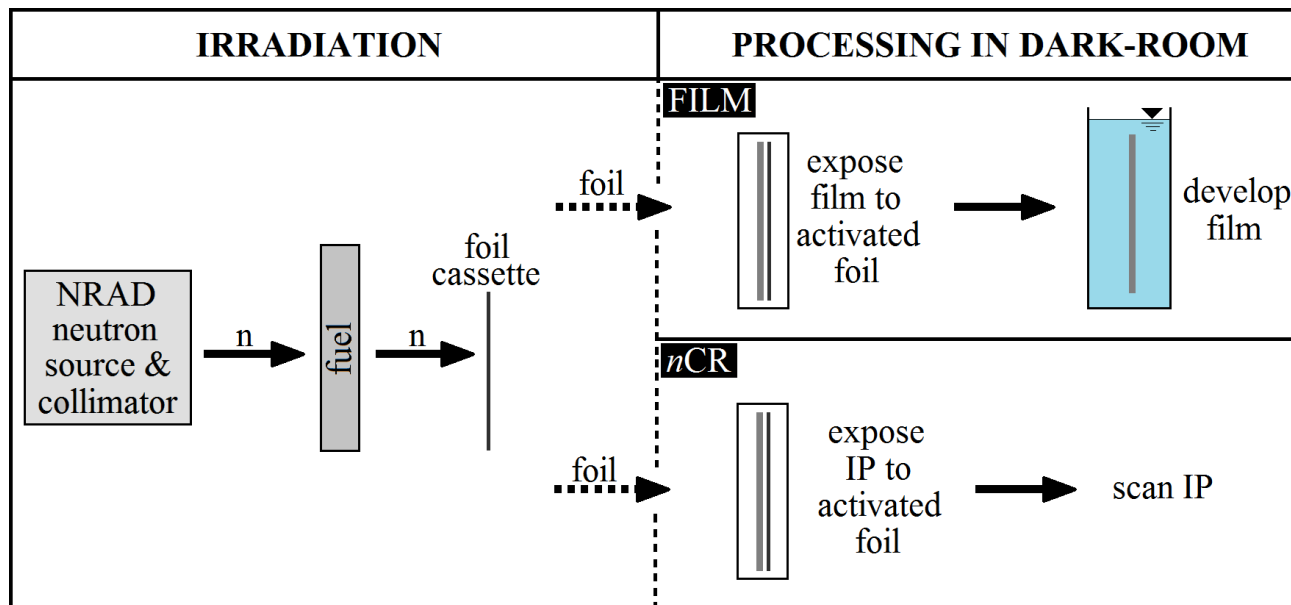 IRRADIATION
PROCESSING IN DARK-ROOM
NRAD
neutron
source &
collimator
n
fuel
n
foil
cassette
foil
foil
FILM
expose
film to
activated
foil
develop
film
nCR
expose
IP to
activated
foil
scan IP